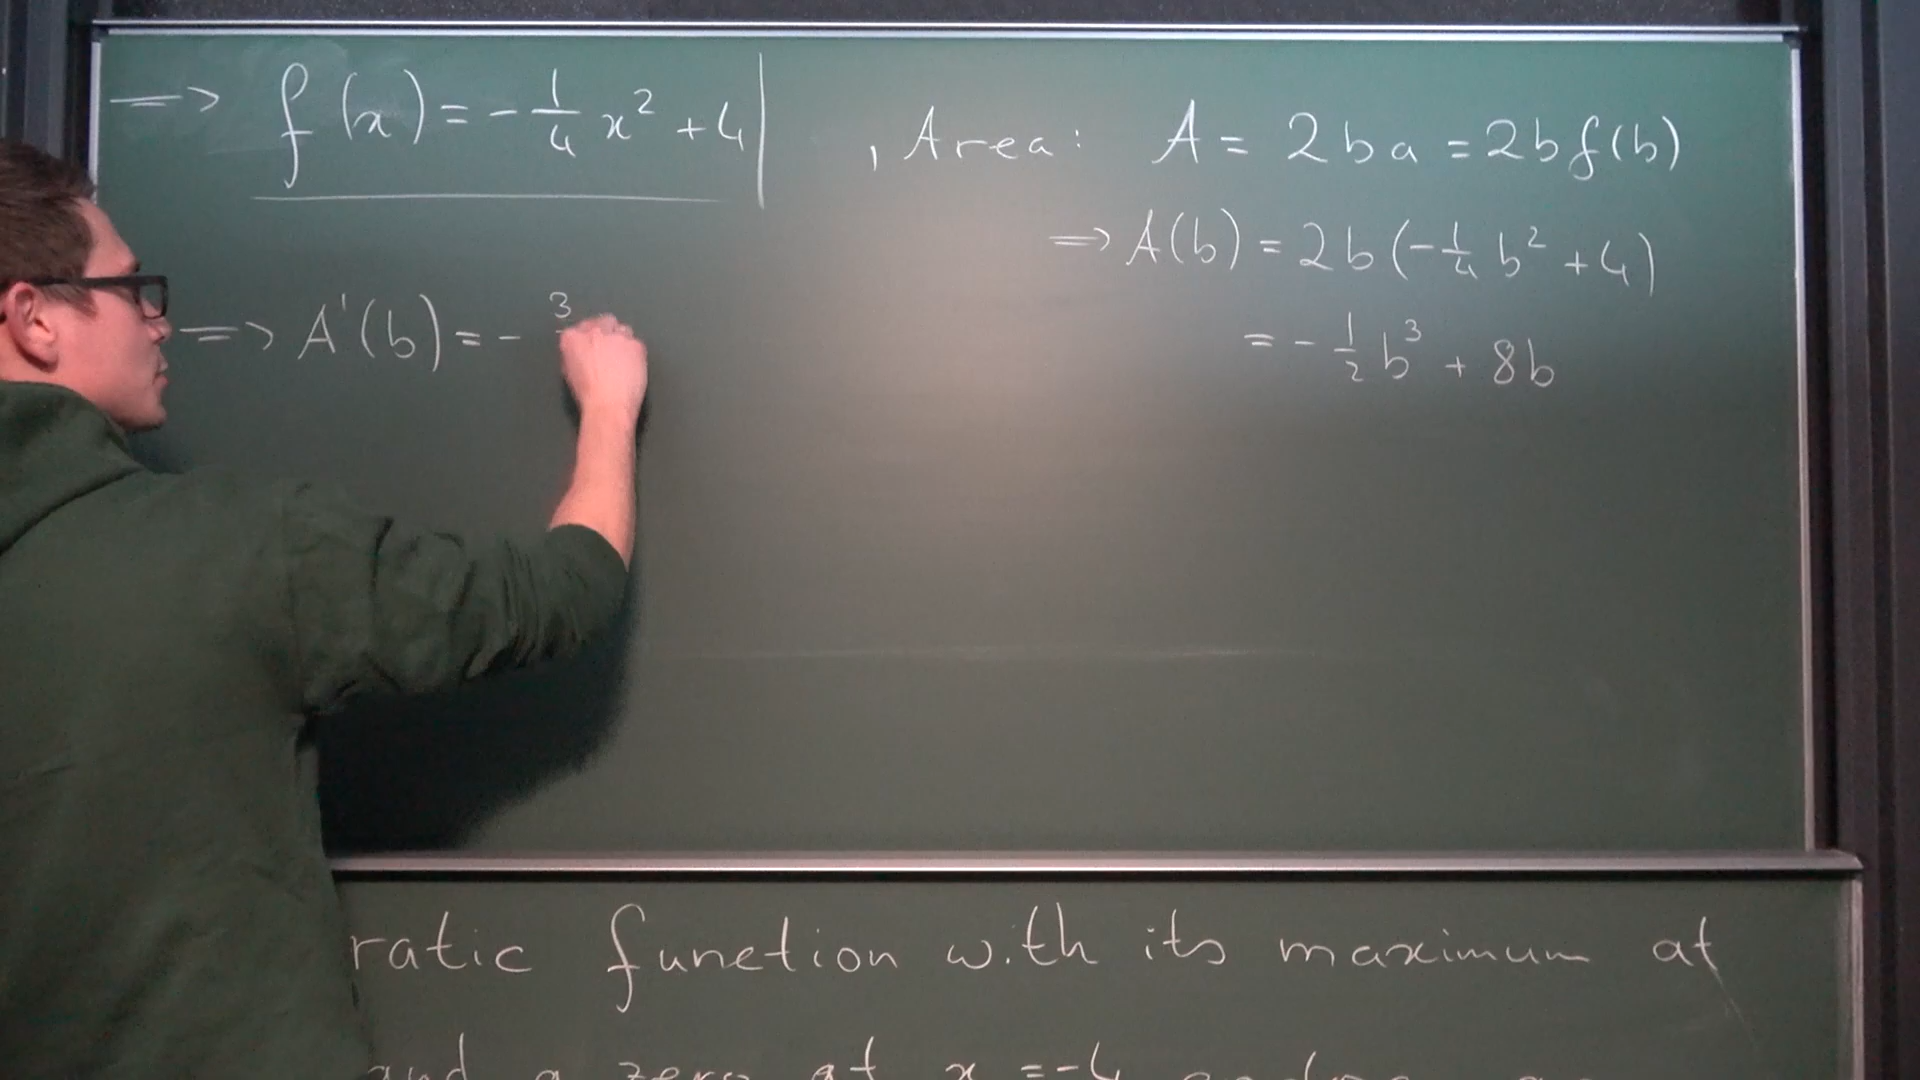 => f(x) = -1/4 x² + 4
, Area: A = 2ba = 2bf(b)
=> A(b) = 2b(-1/4 b² + 4)
= -1/2 b³ + 8b
=> A'(b) = - 3
ratic function with its maximum at
and a zero at x = -4